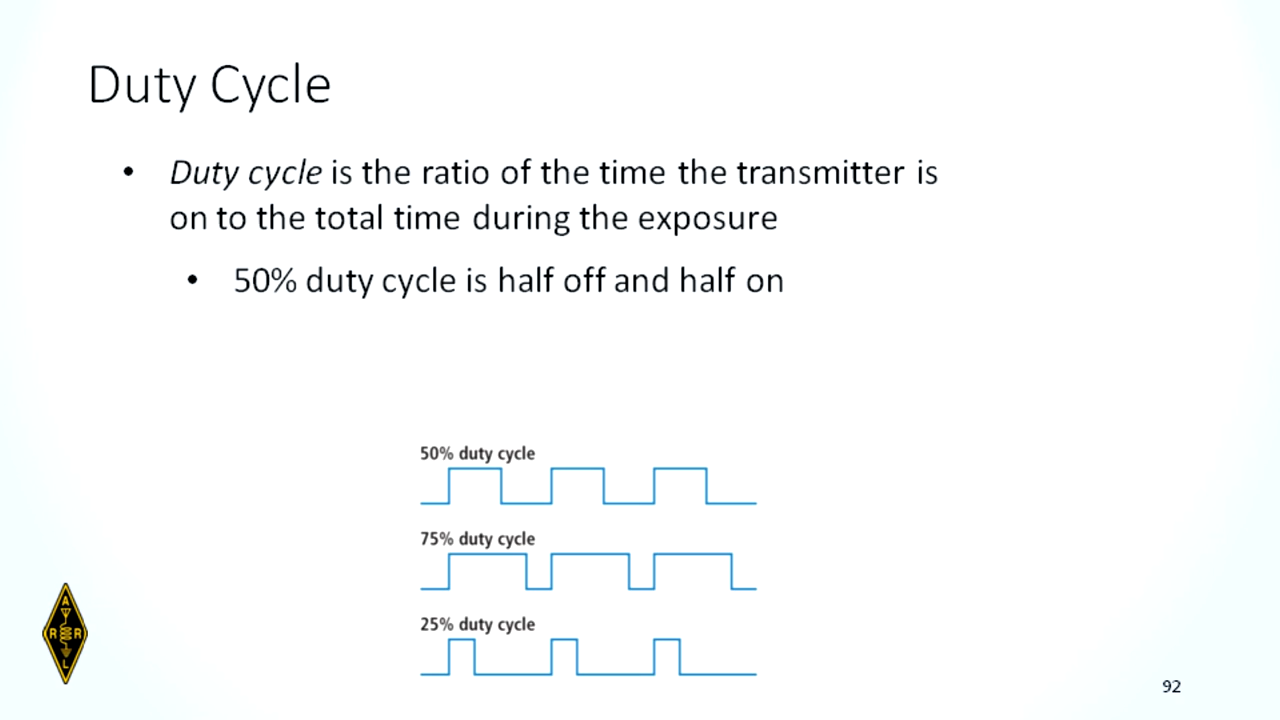 Duty Cycle
• Duty cycle is the ratio of the time the transmitter is
on to the total time during the exposure
• 50% duty cycle is half off and half on
50% duty cycle
75% duty cycle
25% duty cycle
A
R R
L
92